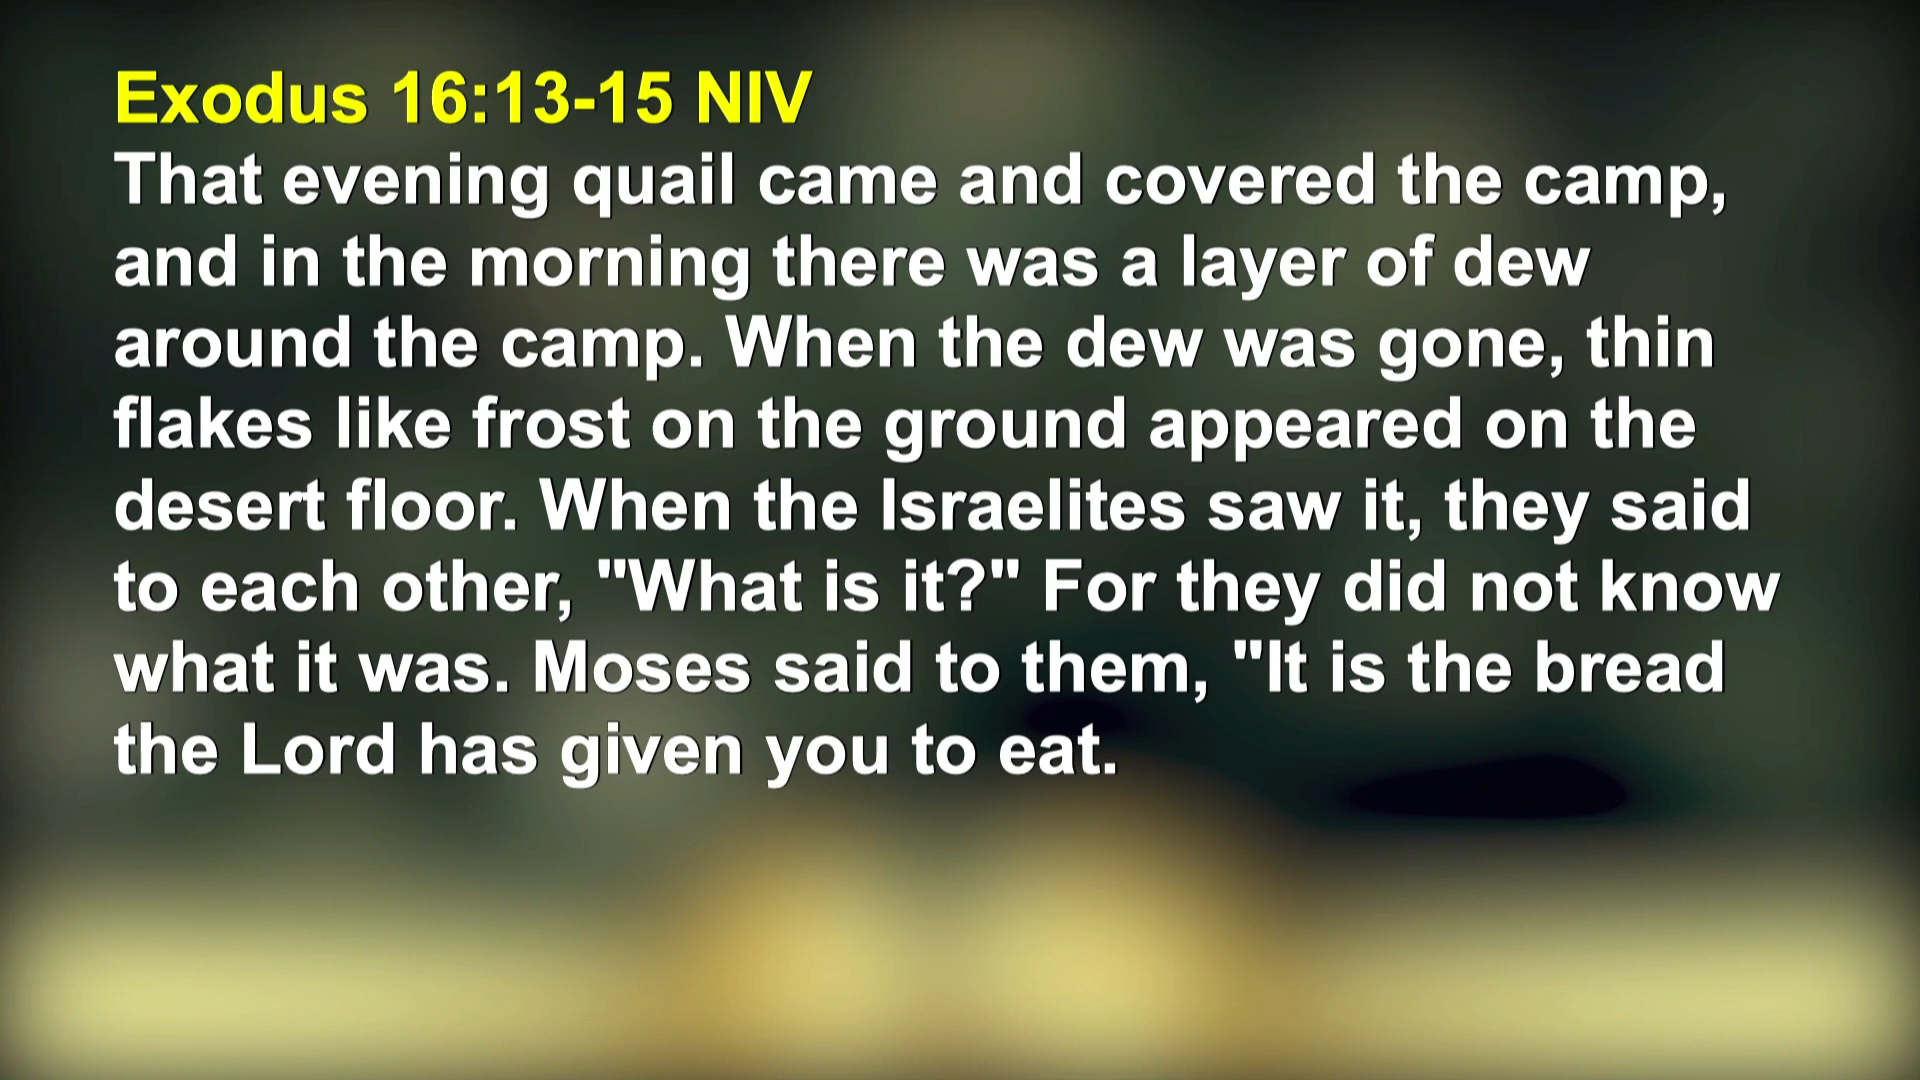 Exodus 16:13-15 NIV
That evening quail came and covered the camp,
and in the morning there was a layer of dew
around the camp. When the dew was gone, thin
flakes like frost on the ground appeared on the
desert floor. When the Israelites saw it, they said
to each other, "What is it?" For they did not know
what it was. Moses said to them, "It is the bread
the Lord has given you to eat.